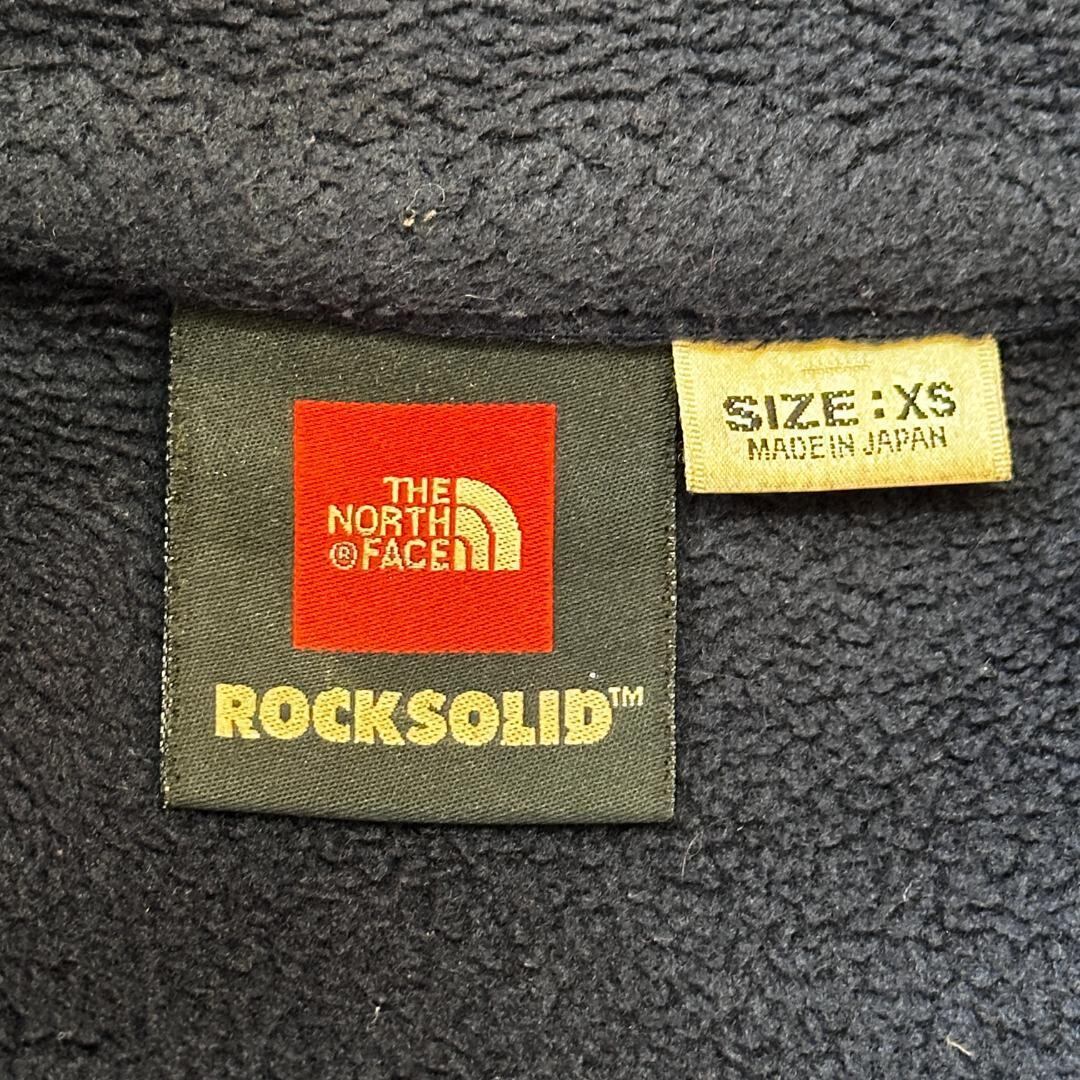 THE
NORTH
® FACE
ROCKSOLID™
SIZE : XS
MADE IN JAPAN